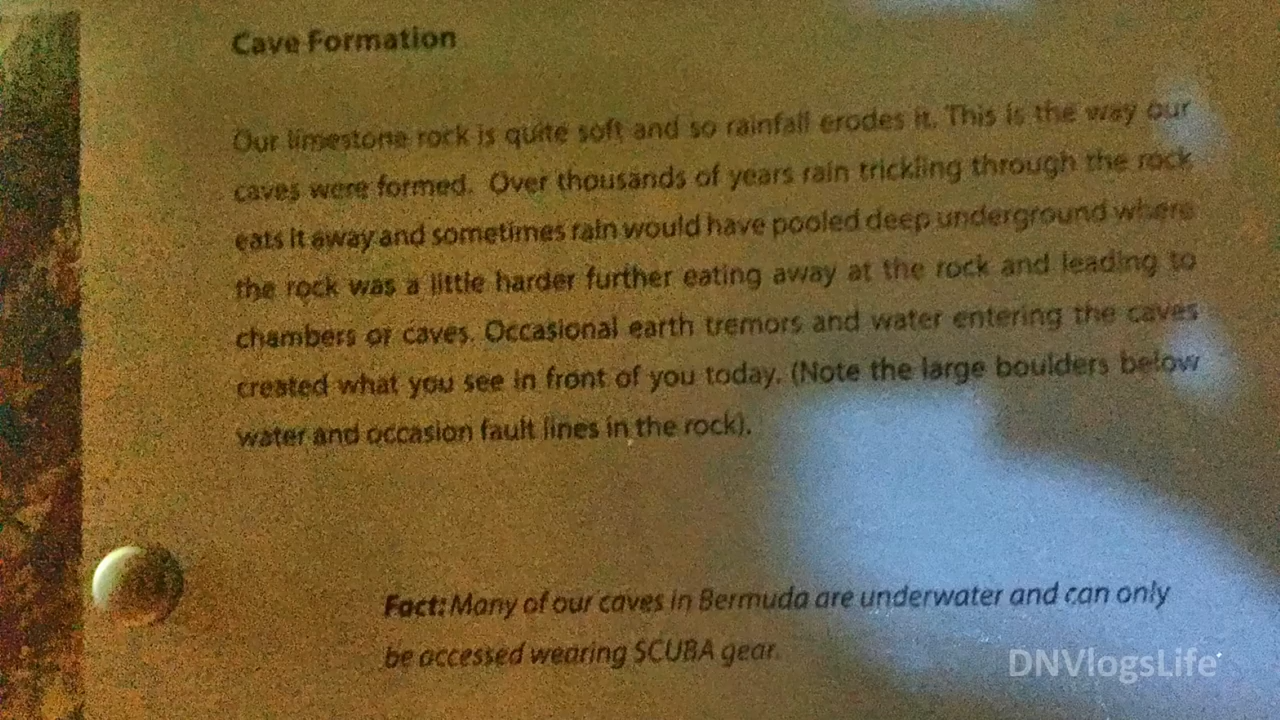 Cave Formation
Our limestone rock is quite soft and so rainfall erodes it. This is the way our
caves were formed. Over thousands of years rain trickling through the rock
eats it away and sometimes rain would have pooled deep underground where
the rock was a little harder further eating away at the rock and leading to
chambers or caves. Occasional earth tremors and water entering the caves
created what you see in front of you today. (Note the large boulders below
water and occasion fault lines in the rock).
Fact: Many of our caves in Bermuda are underwater and can only
be accessed wearing SCUBA gear.
DNVlogsLife